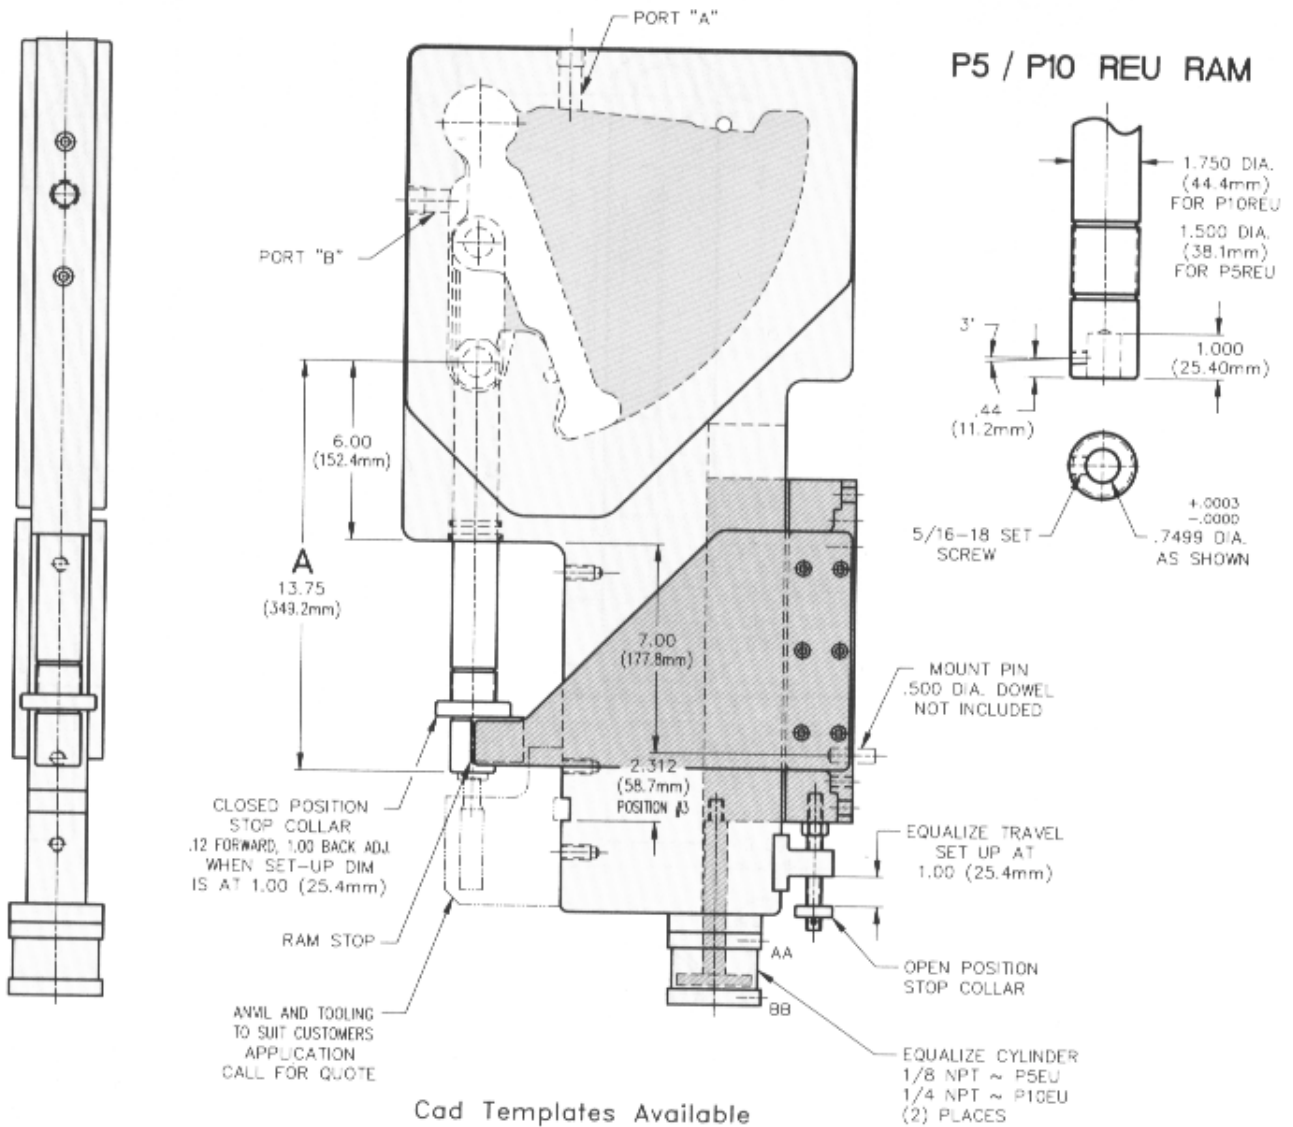 PORT "A"
P5 / P10 REU RAM
1.750 DIA.
(44.4mm)
FOR P10REU
1.500 DIA.
(38.1mm)
FOR P5REU
PORT "B"
3'
1.000
(25.40mm)
.44
(11.2mm)
6.00
(152.4mm)
+.0003
-.0000
.7499 DIA.
AS SHOWN
5/16-18 SET
SCREW
A
13.75
(349.2mm)
7.00
(177.8mm)
MOUNT PIN
.500 DIA. DOWEL
NOT INCLUDED
2.312
(58.7mm)
POSITION #3
CLOSED POSITION
STOP COLLAR
.12 FORWARD, 1.00 BACK ADJ.
WHEN SET-UP DIM
IS AT 1.00 (25.4mm)
EQUALIZE TRAVEL
SET UP AT
1.00 (25.4mm)
RAM STOP
AA
OPEN POSITION
STOP COLLAR
BB
ANVIL AND TOOLING
TO SUIT CUSTOMERS
APPLICATION
CALL FOR QUOTE
EQUALIZE CYLINDER
1/8 NPT ~ P5EU
1/4 NPT ~ P10EU
(2) PLACES
Cad Templates Available